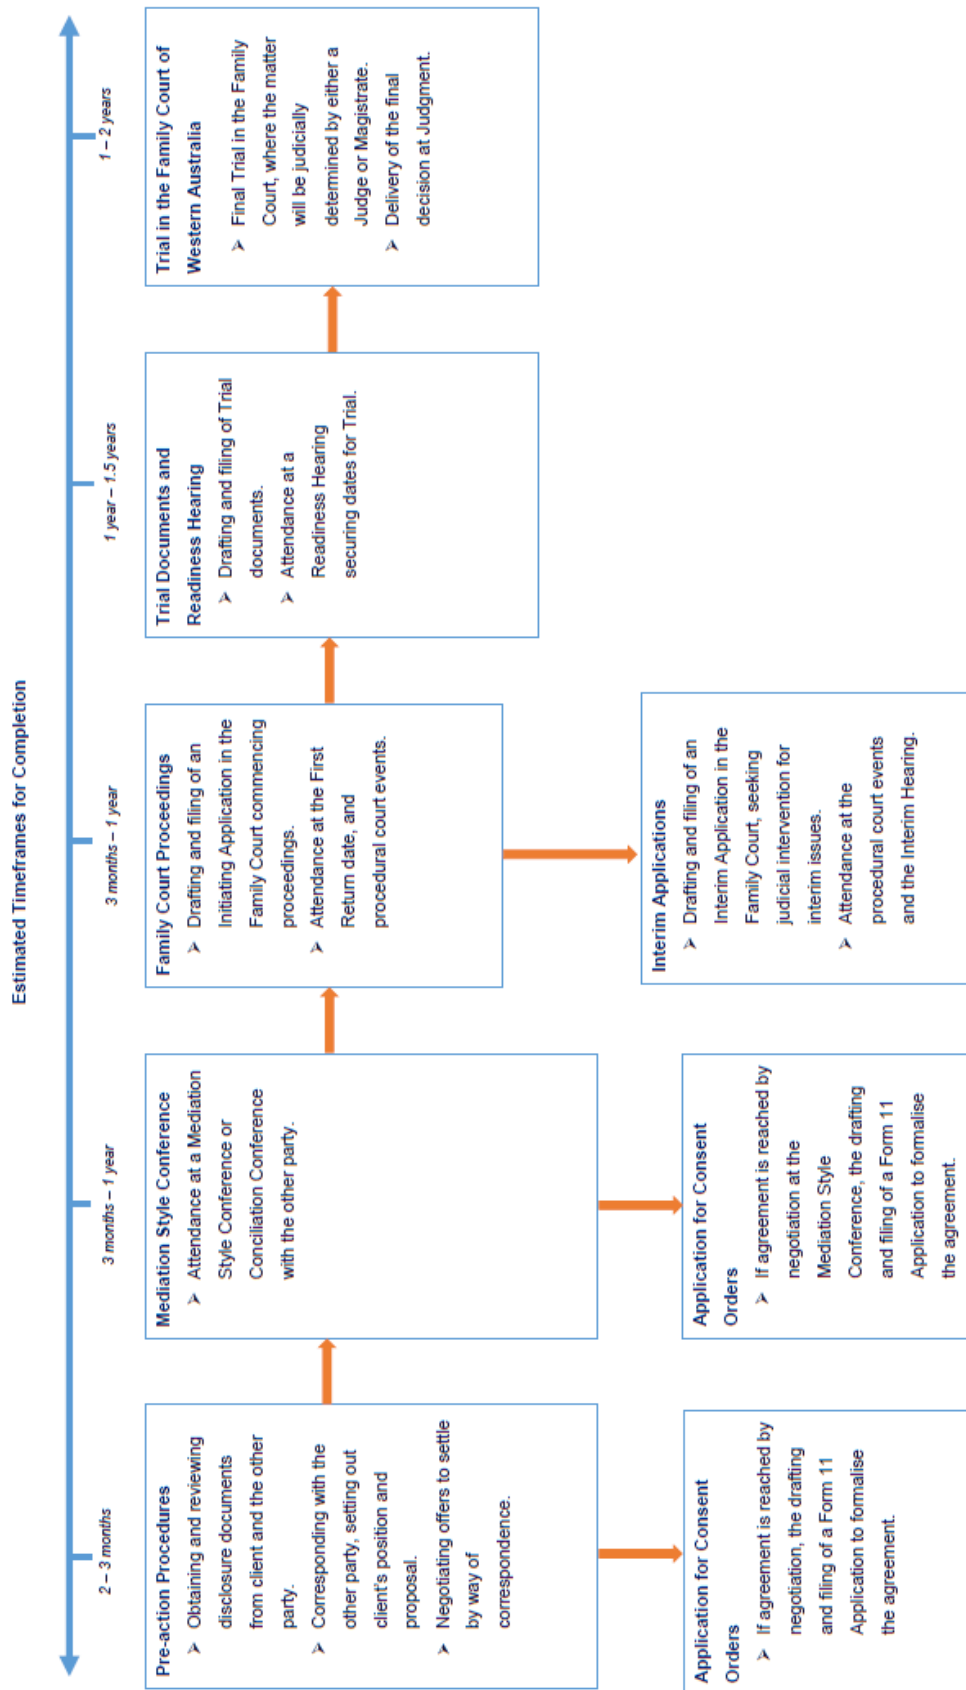 Estimated Timeframes for Completion
2 – 3 months
3 months – 1 year
3 months – 1 year
1 year – 1.5 years
1 – 2 years
Pre-action Procedures
➤ Obtaining and reviewing
disclosure documents
from client and the other
party.
➤ Corresponding with the
other party, setting out
client's position and
proposal.
➤ Negotiating offers to settle
by way of
correspondence.
Mediation Style Conference
➤ Attendance at a Mediation
Style Conference or
Conciliation Conference
with the other party.
Family Court Proceedings
➤ Drafting and filing of an
Initiating Application in the
Family Court commencing
proceedings.
➤ Attendance at the First
Return date, and
procedural court events.
Trial Documents and
Readiness Hearing
➤ Drafting and filing of Trial
documents.
➤ Attendance at a
Readiness Hearing
securing dates for Trial.
Trial in the Family Court of
Western Australia
➤ Final Trial in the Family
Court, where the matter
will be judicially
determined by either a
Judge or Magistrate.
➤ Delivery of the final
decision at Judgment.
Application for Consent
Orders
➤ If agreement is reached by
negotiation, the drafting
and filing of a Form 11
Application to formalise
the agreement.
Application for Consent
Orders
➤ If agreement is reached by
negotiation at the
Mediation Style
Conference, the drafting
and filing of a Form 11
Application to formalise
the agreement.
Interim Applications
➤ Drafting and filing of an
Interim Application in the
Family Court, seeking
judicial intervention for
interim issues.
➤ Attendance at the
procedural court events
and the Interim Hearing.